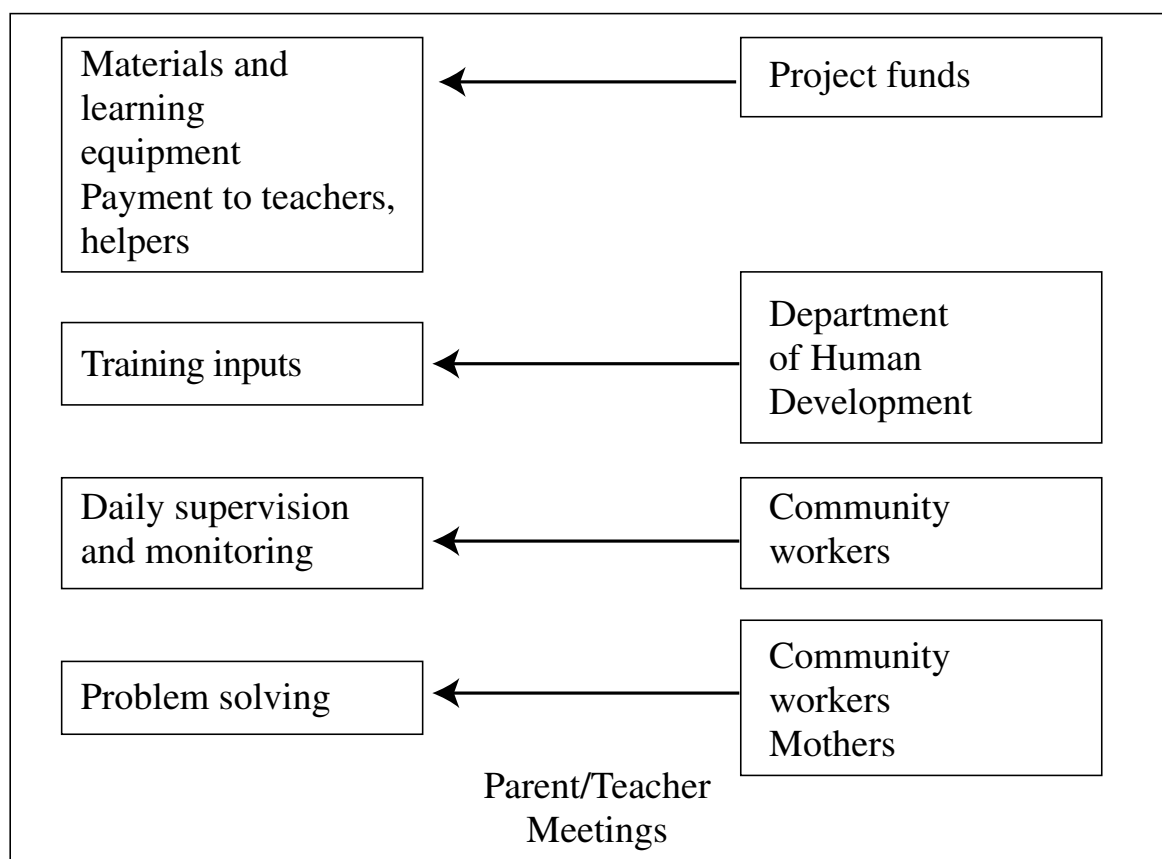 Materials and
learning
equipment
Payment to teachers,
helpers
Project funds
Training inputs
Department
of Human
Development
Daily supervision
and monitoring
Community
workers
Problem solving
Community
workers
Mothers
Parent/Teacher
Meetings